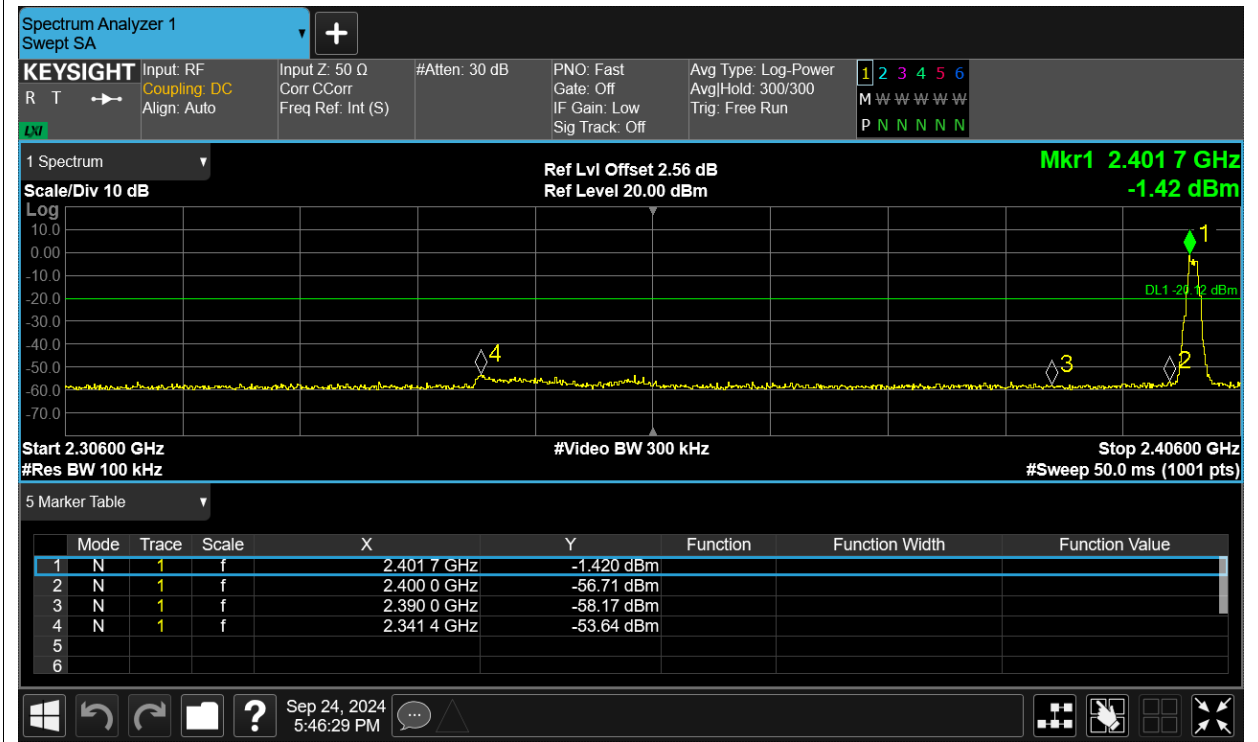 Spectrum Analyzer 1
Swept SA
KEYSIGHT Input: RF Input Z: 50 Ω #Atten: 30 dB PNO: Fast Avg Type: Log-Power 1 2 3 4 5 6
R T Coupling: DC Corr CCorr Gate: Off Avg|Hold: 300/300 M W W W W W
Align: Auto Freq Ref: Int (S) IF Gain: Low Trig: Free Run
LXI Sig Track: Off P N N N N N
1 Spectrum Ref Lvl Offset 2.56 dB Mkr1 2.401 7 GHz
Scale/Div 10 dB Ref Level 20.00 dBm -1.42 dBm
Log
10.0
1
0.00
-10.0
-20.0
DL1 -20.12 dBm
-30.0
-40.0
4
3
2
-50.0
-60.0
-70.0
Start 2.30600 GHz #Video BW 300 kHz Stop 2.40600 GHz
#Res BW 100 kHz #Sweep 50.0 ms (1001 pts)
5 Marker Table
Mode Trace Scale X Y Function Function Width Function Value
1 N 1 f 2.401 7 GHz -1.420 dBm
2 N 1 f 2.400 0 GHz -56.71 dBm
3 N 1 f 2.390 0 GHz -58.17 dBm
4 N 1 f 2.341 4 GHz -53.64 dBm
5
6
? Sep 24, 2024
5:46:29 PM